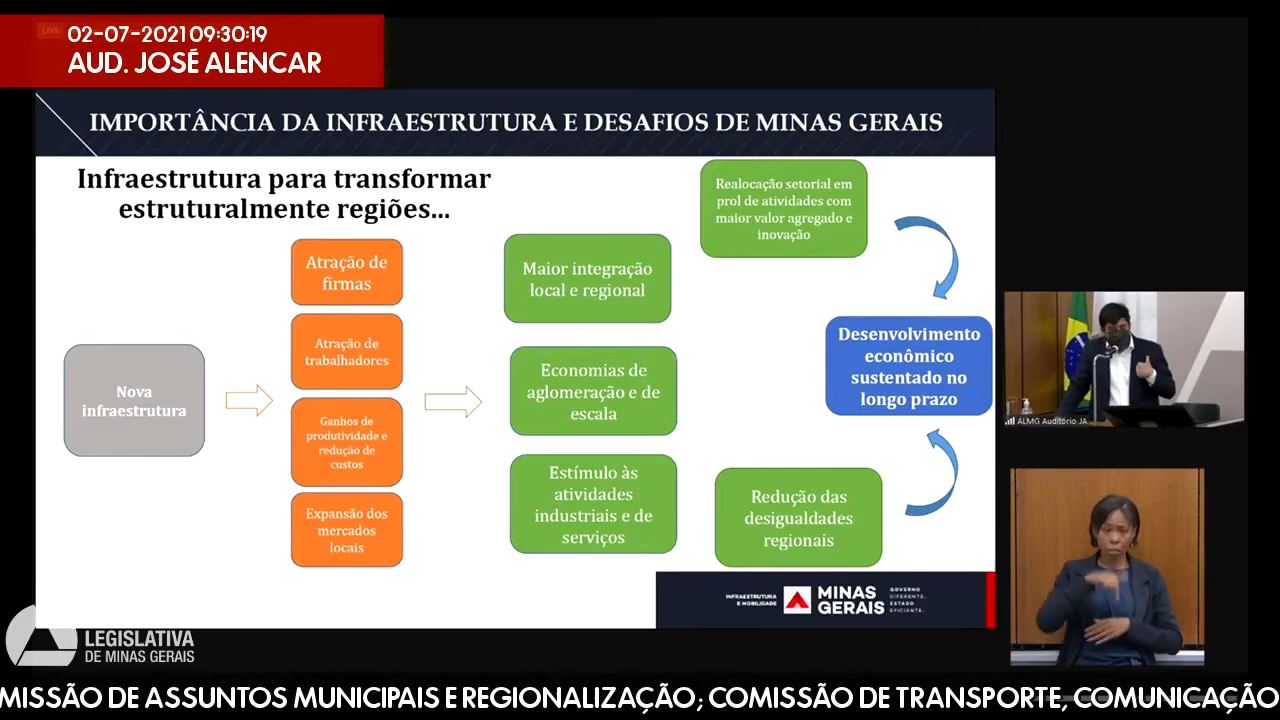 LIVE
02-07-2021 09:30:19
AUD. JOSÉ ALENCAR
IMPORTÂNCIA DA INFRAESTRUTURA E DESAFIOS DE MINAS GERAIS
Infraestrutura para transformar
estruturalmente regiões...
Nova
infraestrutura
Atração de
firmas
Atração de
trabalhadores
Ganhos de
produtividade e
redução de
custos
Expansão dos
mercados
locais
Maior integração
local e regional
Economias de
aglomeração e de
escala
Estímulo às
atividades
industriais e de
serviços
Realocação setorial em
prol de atividades com
maior valor agregado e
inovação
Redução das
desigualdades
regionais
Desenvolvimento
econômico
sustentado no
longo prazo
INFRAESTRUTURA
E MOBILIDADE
MINAS
GERAIS
GOVERNO
DIFERENTE.
ESTADO
EFICIENTE.
ALMG Auditório JA
LEGISLATIVA
DE MINAS GERAIS
MISSÃO DE ASSUNTOS MUNICIPAIS E REGIONALIZAÇÃO; COMISSÃO DE TRANSPORTE, COMUNICAÇÃO